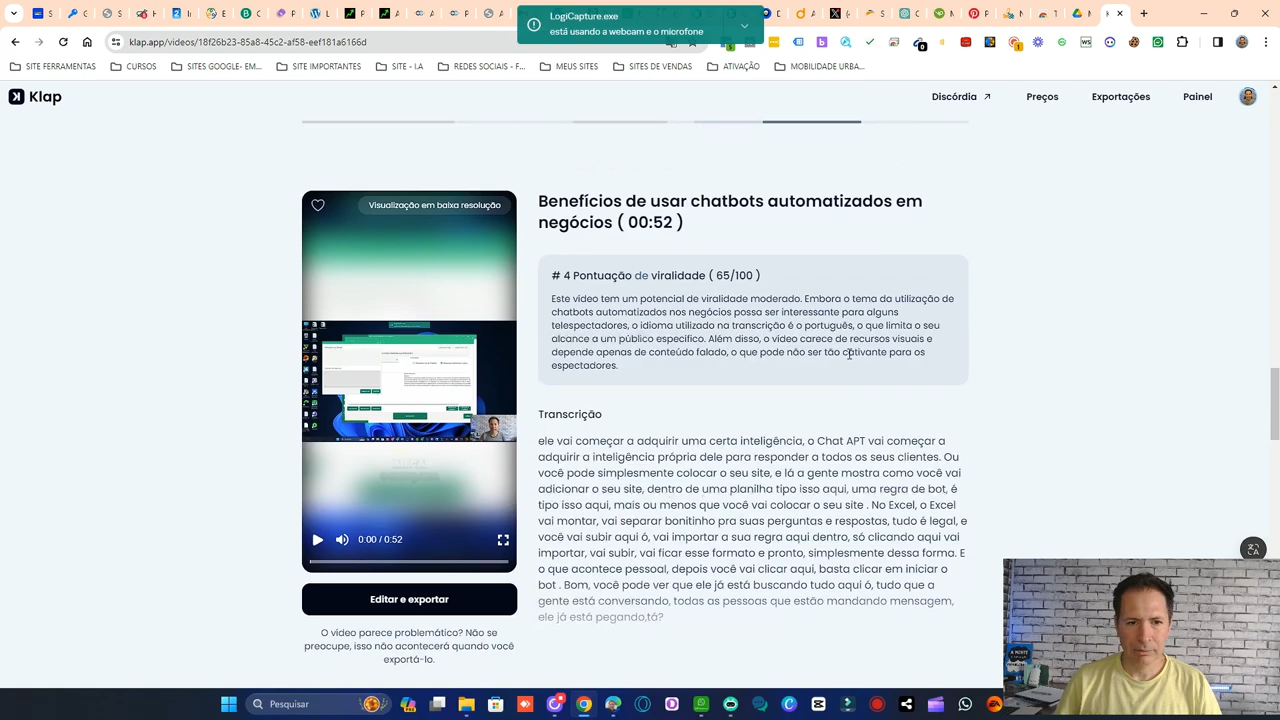 LogiCapture.exe
está usando a webcam e o microfone
klap.app/videos/18f26b23-85a8-45c2-af58-eef181a6166d
SITE FERRAMENTAS
CURSOS
SITES GOOGLE- EM...
SITE IMPORTANTES
SITE - I.A
REDES SOCIAIS - F...
MEUS SITES
SITES DE VENDAS
ATIVAÇÃO
MOBILIDADE URBA...
Klap
Discórdia
Preços
Exportações
Painel
Visualização em baixa resolução
0:00 / 0:52
Editar e exportar
O vídeo parece problemático? Não se
preocupe, isso não acontecerá quando você
exportá-lo.
Benefícios de usar chatbots automatizados em
negócios ( 00:52 )
# 4 Pontuação de viralidade ( 65/100 )
Este vídeo tem um potencial de viralidade moderado. Embora o tema da utilização de
chatbots automatizados nos negócios possa ser interessante para alguns
telespectadores, o idioma utilizado na transcrição é o português, o que limita o seu
alcance a um público específico. Além disso, o vídeo carece de recursos visuais e
depende apenas de conteúdo falado, o que pode não ser tão cativante para os
espectadores.
Transcrição
ele vai começar a adquirir uma certa inteligência, o Chat APT vai começar a
adquirir a inteligência própria dele para responder a todos os seus clientes. Ou
você pode simplesmente colocar o seu site, e lá a gente mostra como você vai
adicionar o seu site, dentro de uma planilha tipo isso aqui, uma regra de bot, é
tipo isso aqui, mais ou menos que você vai colocar o seu site . No Excel, o Excel
vai montar, vai separar bonitinho pra suas perguntas e respostas, tudo é legal, e
você vai subir aqui ó, vai importar a sua regra aqui dentro, só clicando aqui vai
importar, vai subir, vai ficar esse formato e pronto, simplesmente dessa forma. E
o que acontece pessoal, depois você vai clicar aqui, basta clicar em iniciar o
bot . Bom, você pode ver que ele já está buscando tudo aqui ó, tudo que a
gente está conversando, todas as pessoas que estão mandando mensagem,
ele já está pegando,tá?
Pesquisar